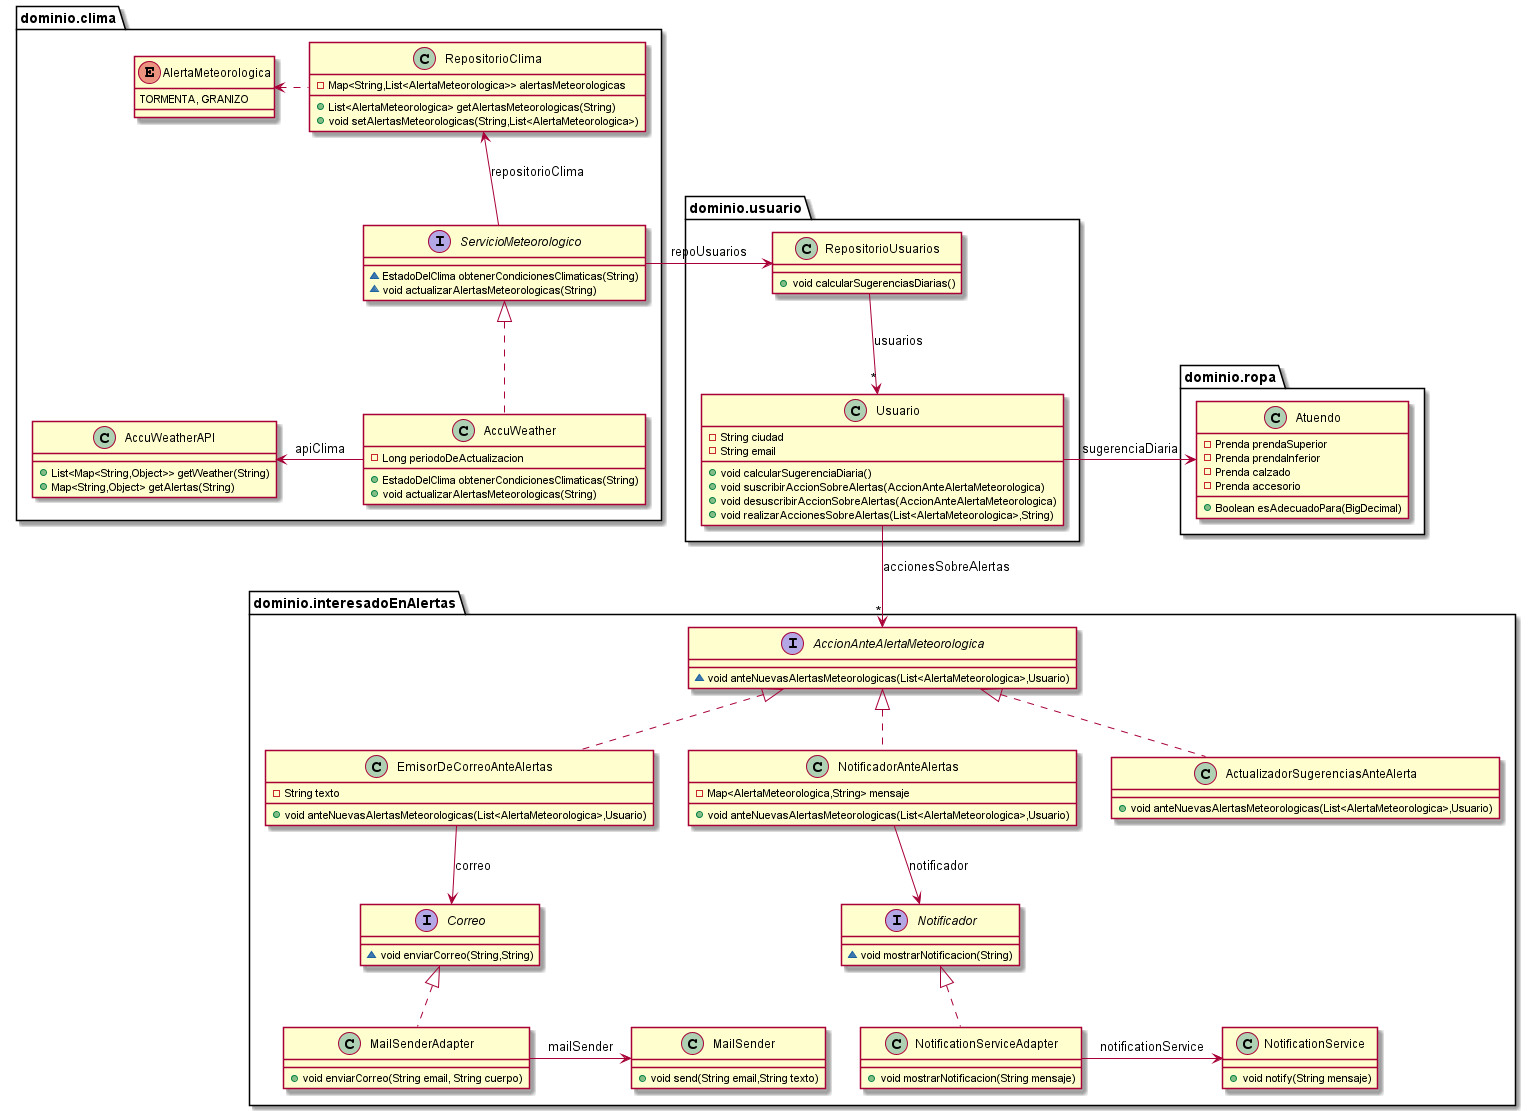 dominio.clima
E AlertaMeteorologica
TORMENTA, GRANIZO
C RepositorioClima
Map<String,List<AlertaMeteorologica>> alertasMeteorologicas
List<AlertaMeteorologica> getAlertasMeteorologicas(String)
void setAlertasMeteorologicas(String,List<AlertaMeteorologica>)
repositorioClima
I ServicioMeteorologico
EstadoDelClima obtenerCondicionesClimaticas(String)
void actualizarAlertasMeteorologicas(String)
repoUsuarios
C AccuWeatherAPI
List<Map<String,Object>> getWeather(String)
Map<String,Object> getAlertas(String)
apiClima
C AccuWeather
Long periodoDeActualizacion
EstadoDelClima obtenerCondicionesClimaticas(String)
void actualizarAlertasMeteorologicas(String)
dominio.usuario
C RepositorioUsuarios
void calcularSugerenciasDiarias()
usuarios
*
C Usuario
String ciudad
String email
void calcularSugerenciaDiaria()
void suscribirAccionSobreAlertas(AccionAnteAlertaMeteorologica)
void desuscribirAccionSobreAlertas(AccionAnteAlertaMeteorologica)
void realizarAccionesSobreAlertas(List<AlertaMeteorologica>,String)
sugerenciaDiaria
dominio.ropa
C Atuendo
Prenda prendaSuperior
Prenda prendaInferior
Prenda calzado
Prenda accesorio
Boolean esAdecuadoPara(BigDecimal)
accionesSobreAlertas
*
dominio.interesadoEnAlertas
I AccionAnteAlertaMeteorologica
void anteNuevasAlertasMeteorologicas(List<AlertaMeteorologica>,Usuario)
C EmisorDeCorreoAnteAlertas
String texto
void anteNuevasAlertasMeteorologicas(List<AlertaMeteorologica>,Usuario)
C NotificadorAnteAlertas
Map<AlertaMeteorologica,String> mensaje
void anteNuevasAlertasMeteorologicas(List<AlertaMeteorologica>,Usuario)
C ActualizadorSugerenciasAnteAlerta
void anteNuevasAlertasMeteorologicas(List<AlertaMeteorologica>,Usuario)
correo
notificador
I Correo
void enviarCorreo(String,String)
I Notificador
void mostrarNotificacion(String)
C MailSenderAdapter
void enviarCorreo(String email, String cuerpo)
mailSender
C MailSender
void send(String email,String texto)
C NotificationServiceAdapter
void mostrarNotificacion(String mensaje)
notificationService
C NotificationService
void notify(String mensaje)